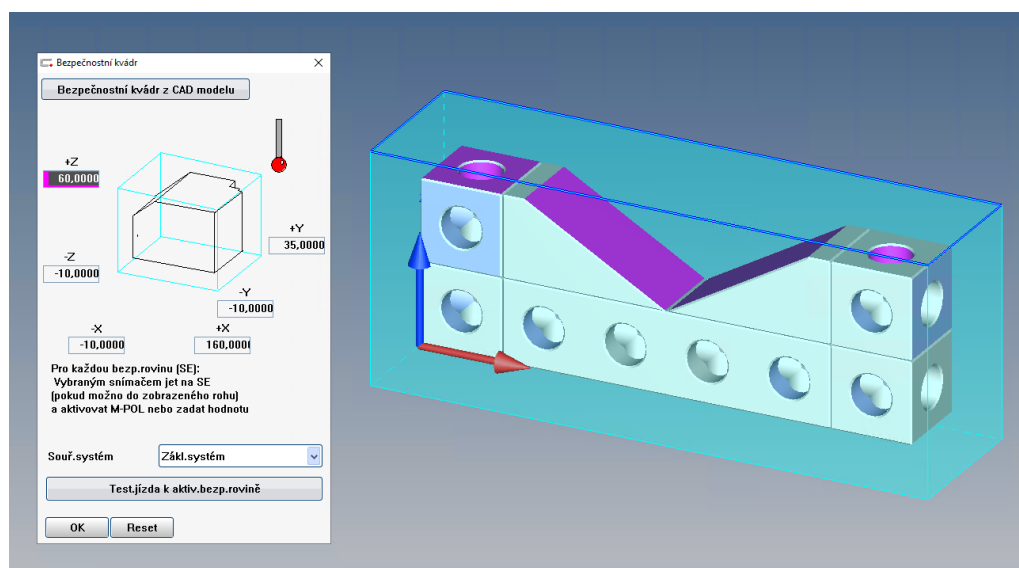 Bezpečnostní kvádr
Bezpečnostní kvádr z CAD modelu
+Z
60,0000
+Y
35,0000
-Z
-10,0000
-Y
-10,0000
-X
+X
-10,0000
160,0000
Pro každou bezp.rovinu (SE):
Vybraným snímačem jet na SE
(pokud možno do zobrazeného rohu)
a aktivovat M-POL nebo zadat hodnotu
Souř.systém
Zákl.systém
Test.jízda k aktiv.bezp.rovině
OK
Reset